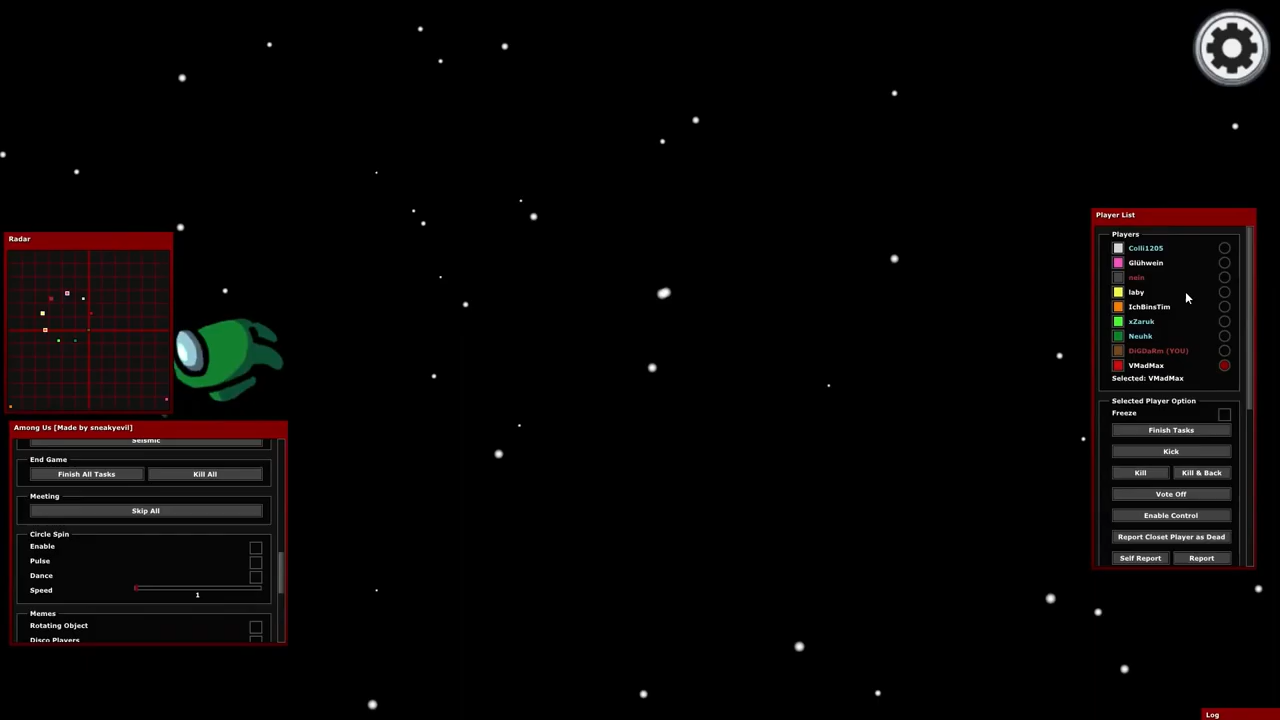 Radar
Among Us [Made by sneakyevil]
Seismic
End Game
Finish All Tasks Kill All
Meeting
Skip All
Circle Spin
Enable
Pulse
Dance
Speed
1
Memes
Rotating Object
Disco Players
Player List
Players
Colli1205
Glühwein
nein
laby
IchBinsTim
xZaruk
Neuhk
DiGDaRm (YOU)
VMadMax
Selected: VMadMax
Selected Player Option
Freeze
Finish Tasks
Kick
Kill Kill & Back
Vote Off
Enable Control
Report Closet Player as Dead
Self Report Report
Log